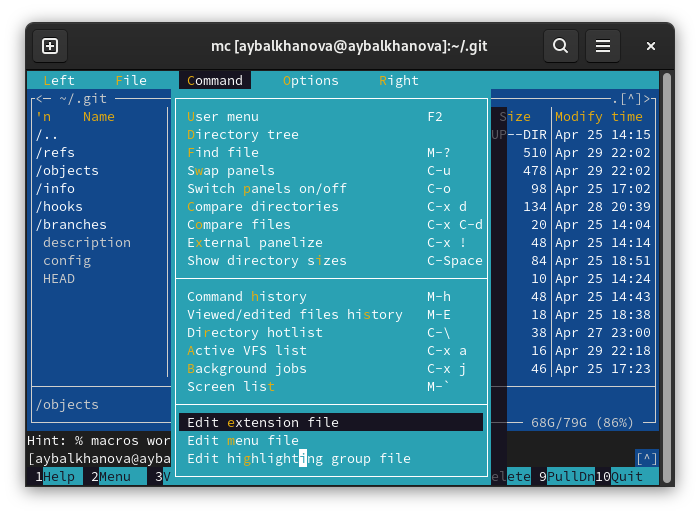 mc [aybalkhanova@aybalkhanova]:~/.git
Left File Command Options Right
<─ ~/.git .[^]>
'n Name Size Modify time
/.. UP--DIR Apr 25 14:15
/refs 510 Apr 29 22:02
/objects 478 Apr 29 22:02
/info 98 Apr 25 17:02
/hooks 134 Apr 28 20:39
/branches 20 Apr 25 14:04
description 48 Apr 25 14:14
config 84 Apr 25 18:51
HEAD 10 Apr 25 14:24
48 Apr 25 14:43
18 Apr 25 18:38
38 Apr 27 23:00
16 Apr 29 22:18
46 Apr 25 17:23
User menu F2
Directory tree
Find file M-?
Swap panels C-u
Switch panels on/off C-o
Compare directories C-x d
Compare files C-x C-d
External panelize C-x !
Show directory sizes C-Space
Command history M-h
Viewed/edited files history M-E
Directory hotlist C-\
Active VFS list C-x a
Background jobs C-x j
Screen list M-`
Edit extension file
Edit menu file
Edit highlighting group file
/objects
68G/79G (86%)
Hint: % macros wor
[aybalkhanova@ayba [^]
1Help 2Menu 3V elete 9PullDn 10Quit